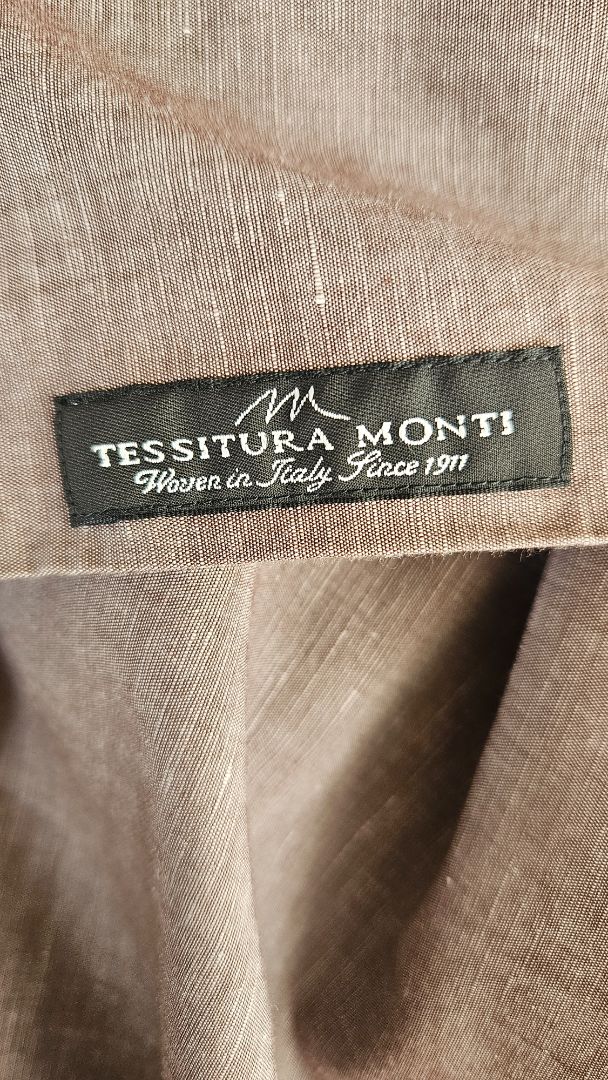 TESSITURA MONTI
Woven in Italy Since 1911